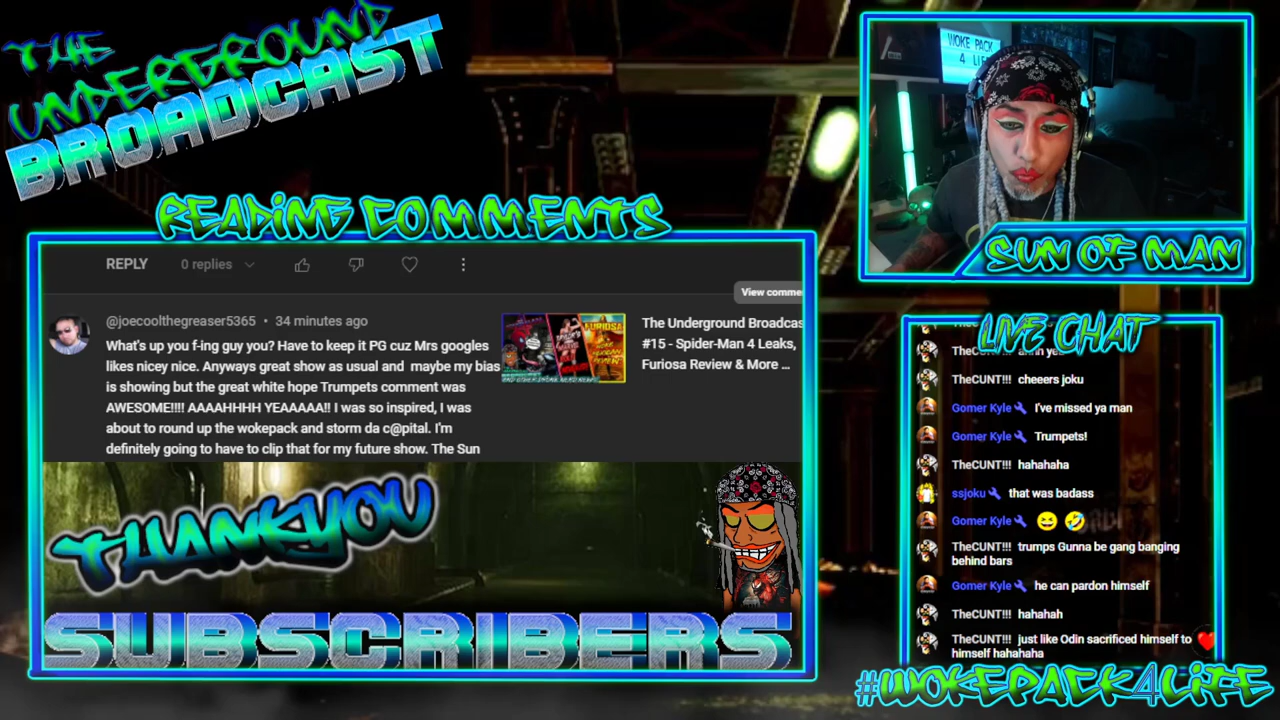 THE
UNDERGROUND
BROADCAST
WOKE PACK
4 LIFE
SUN OF MAN
READING COMMENTS
REPLY 0 replies
View comme
@joecoolthegreaser5365 • 34 minutes ago
What's up you f-ing guy you? Have to keep it PG cuz Mrs googles
likes nicey nice. Anyways great show as usual and maybe my bias
is showing but the great white hope Trumpets comment was
AWESOME!!!! AAAAHHHH YEAAAAA!! I was so inspired, I was
about to round up the wokepack and storm da c@pital. I'm
definitely going to have to clip that for my future show. The Sun
FURIOSA
The Underground Broadcas
#15 - Spider-Man 4 Leaks,
Furiosa Review & More ...
THANKYOU
SUBSCRIBERS
LIVE CHAT
TheCUNT!!! cheeers joku
Gomer Kyle I've missed ya man
Gomer Kyle Trumpets!
TheCUNT!!! hahahaha
ssjoku that was badass
Gomer Kyle 😆 🤣
TheCUNT!!! trumps Gunna be gang banging
behind bars
Gomer Kyle he can pardon himself
TheCUNT!!! hahahah
TheCUNT!!! just like Odin sacrificed himself to
himself hahahaha
#WOKEPACK4LIFE